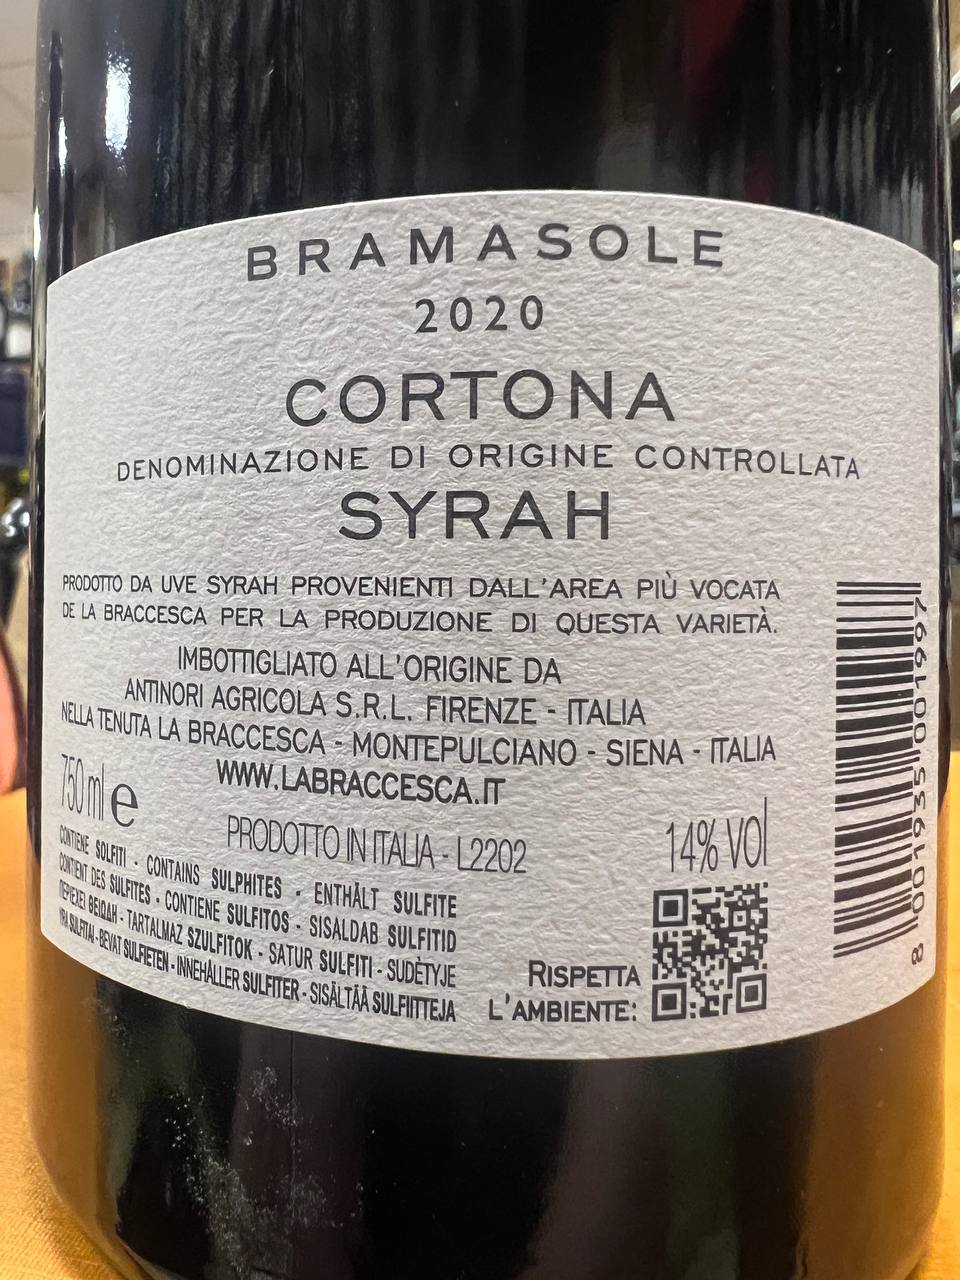 BRAMASOLE
2020
CORTONA
DENOMINAZIONE DI ORIGINE CONTROLLATA
SYRAH
PRODOTTO DA UVE SYRAH PROVENIENTI DALL'AREA PIÙ VOCATA
DE LA BRACCESCA PER LA PRODUZIONE DI QUESTA VARIETÀ.
IMBOTTIGLIATO ALL'ORIGINE DA
ANTINORI AGRICOLA S.R.L. FIRENZE - ITALIA
NELLA TENUTA LA BRACCESCA - MONTEPULCIANO - SIENA - ITALIA
WWW.LABRACCESCA.IT
750 ml e
PRODOTTO IN ITALIA - L2202
14% VOl
CONTIENE SOLFITI - CONTAINS SULPHITES - ENTHÄLT SULFITE
CONTIENT DES SULFITES - CONTIENE SULFITOS - SISALDAB SULFITID
ΠΕΡΙΕΧΕΙ ΘΕΙΩΔΗ - TARTALMAZ SZULFITOK - SATUR SULFITI - SUDĖTYJE
YRA SULFITAI - BEVAT SULFIETEN - INNEHÅLLER SULFITER - SISÄLTÄÄ SULFIITTEJA
RISPETTA
L'AMBIENTE:
8 001935 001997